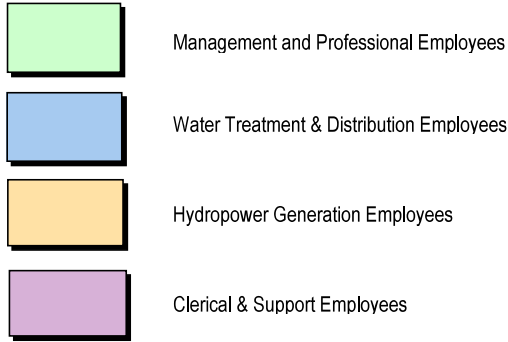 Management and Professional Employees
Water Treatment & Distribution Employees
Hydropower Generation Employees
Clerical & Support Employees